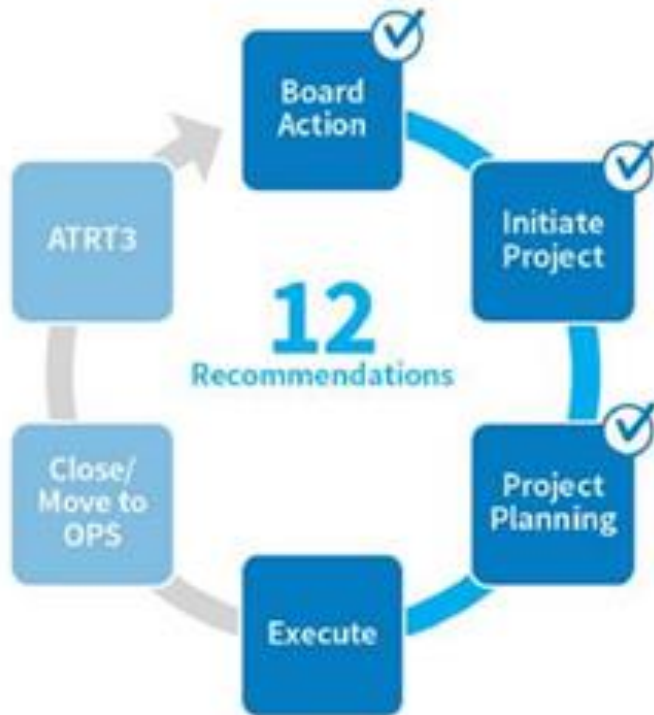 Board
Action
Initiate
Project
Project
Planning
Execute
Close/
Move to
OPS
ATRT3
12
Recommendations